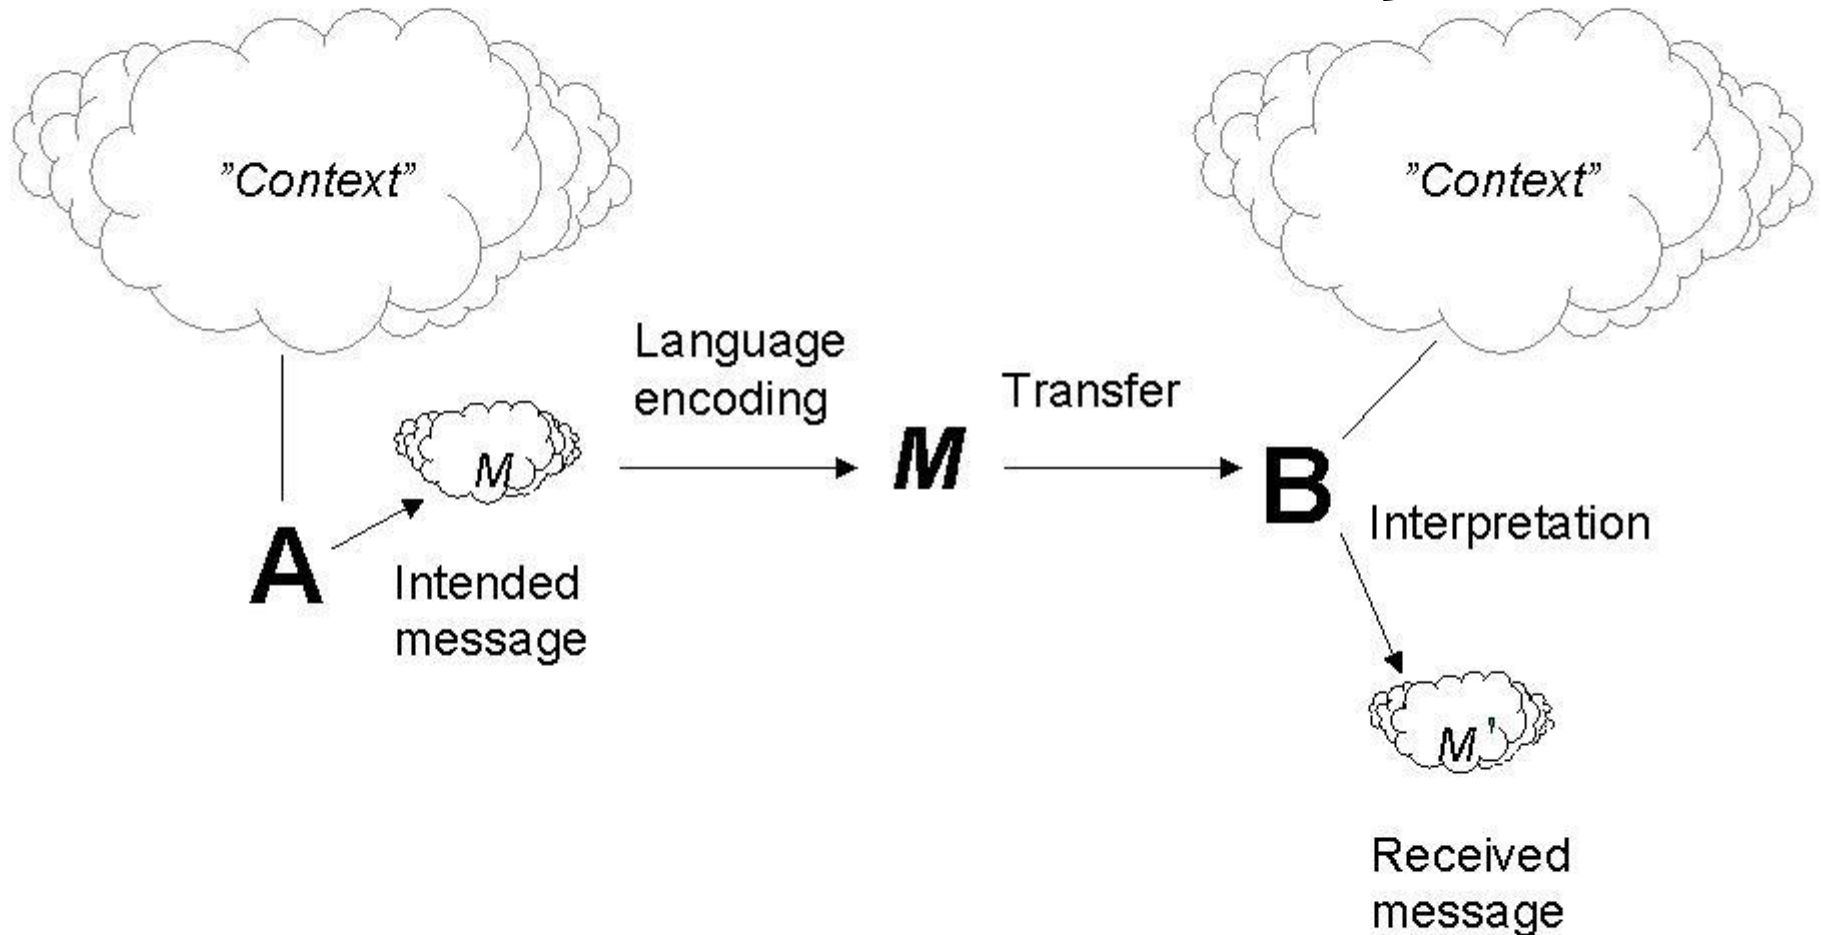 ”Context”
”Context”
Language
encoding
Transfer
M
M
B
A
Interpretation
Intended
message
M'
Received
message